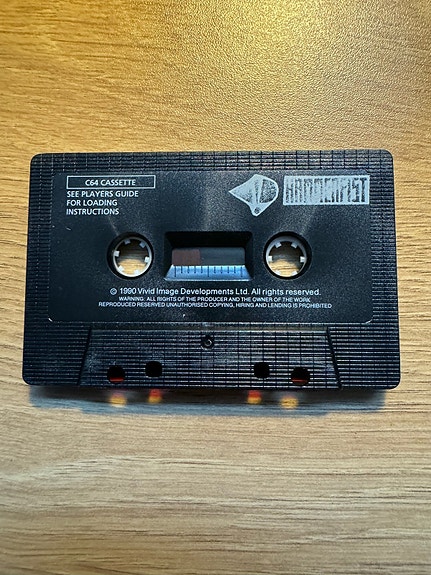 C64 CASSETTE
SEE PLAYERS GUIDE
FOR LOADING
INSTRUCTIONS
HAMMERFIST
© 1990 Vivid Image Developments Ltd. All rights reserved.
WARNING: ALL RIGHTS OF THE PRODUCER AND THE OWNER OF THE WORK
REPRODUCED RESERVED UNAUTHORISED COPYING, HIRING AND LENDING IS PROHIBITED